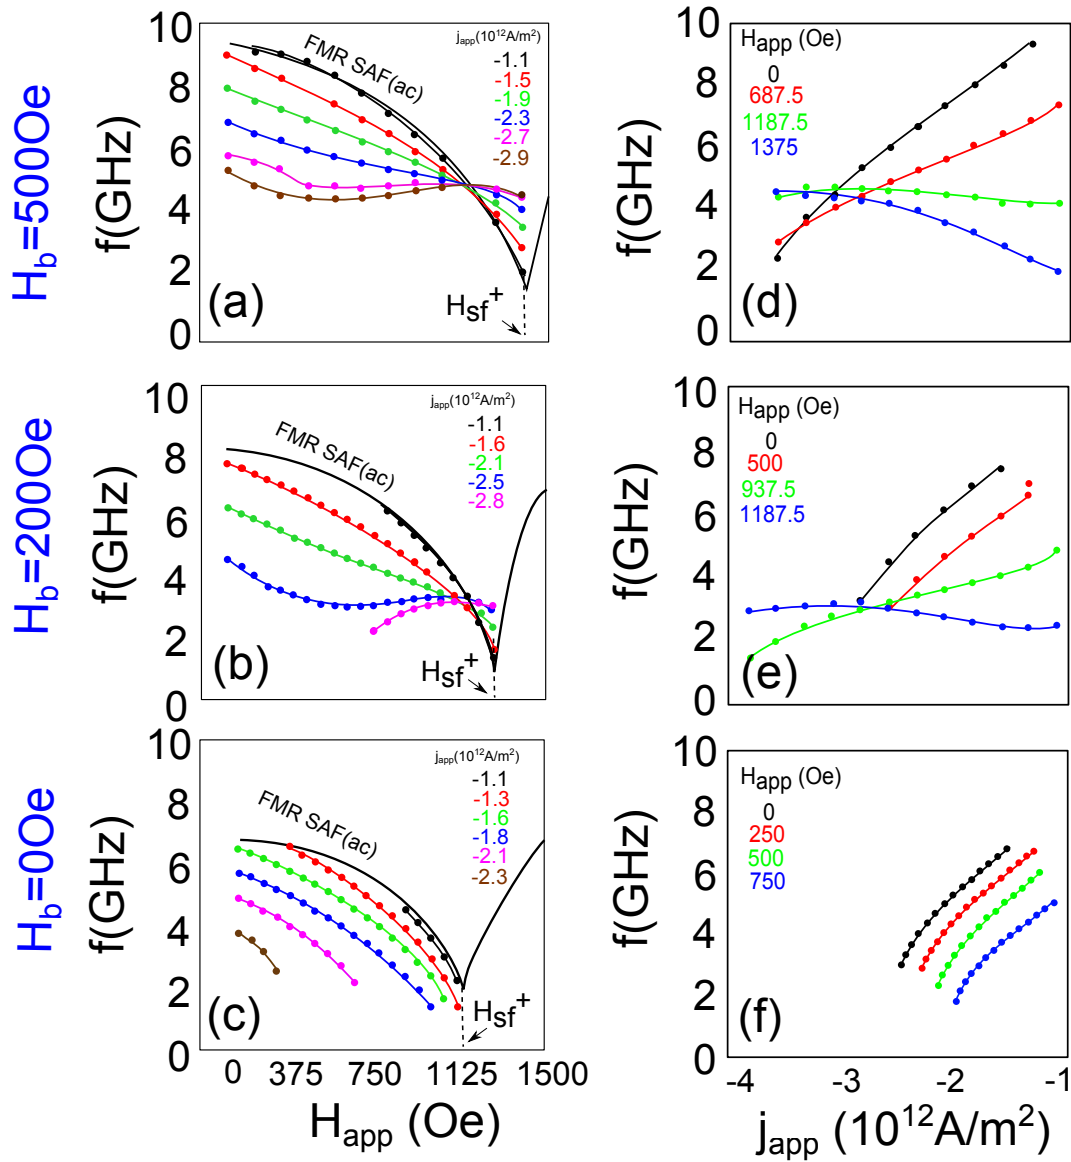 H_b=500Oe
f(GHz)
10
8
6
4
2
0
FMR SAF(ac)
j_app(10^12A/m^2)
-1.1
-1.5
-1.9
-2.3
-2.7
-2.9
(a)
H_sf^+
f(GHz)
10
8
6
4
2
0
H_app (Oe)
0
687.5
1187.5
1375
(d)
H_b=200Oe
f(GHz)
10
8
6
4
2
0
FMR SAF(ac)
j_app(10^12A/m^2)
-1.1
-1.6
-2.1
-2.5
-2.8
(b)
H_sf^+
f(GHz)
10
8
6
4
2
0
H_app (Oe)
0
500
937.5
1187.5
(e)
H_b=0Oe
f(GHz)
10
8
6
4
2
0
FMR SAF(ac)
j_app(10^12A/m^2)
-1.1
-1.3
-1.6
-1.8
-2.1
-2.3
(c)
H_sf^+
0 375 750 1125 1500
H_app (Oe)
f(GHz)
10
8
6
4
2
0
H_app (Oe)
0
250
500
750
(f)
-4 -3 -2 -1
j_app (10^12A/m^2)